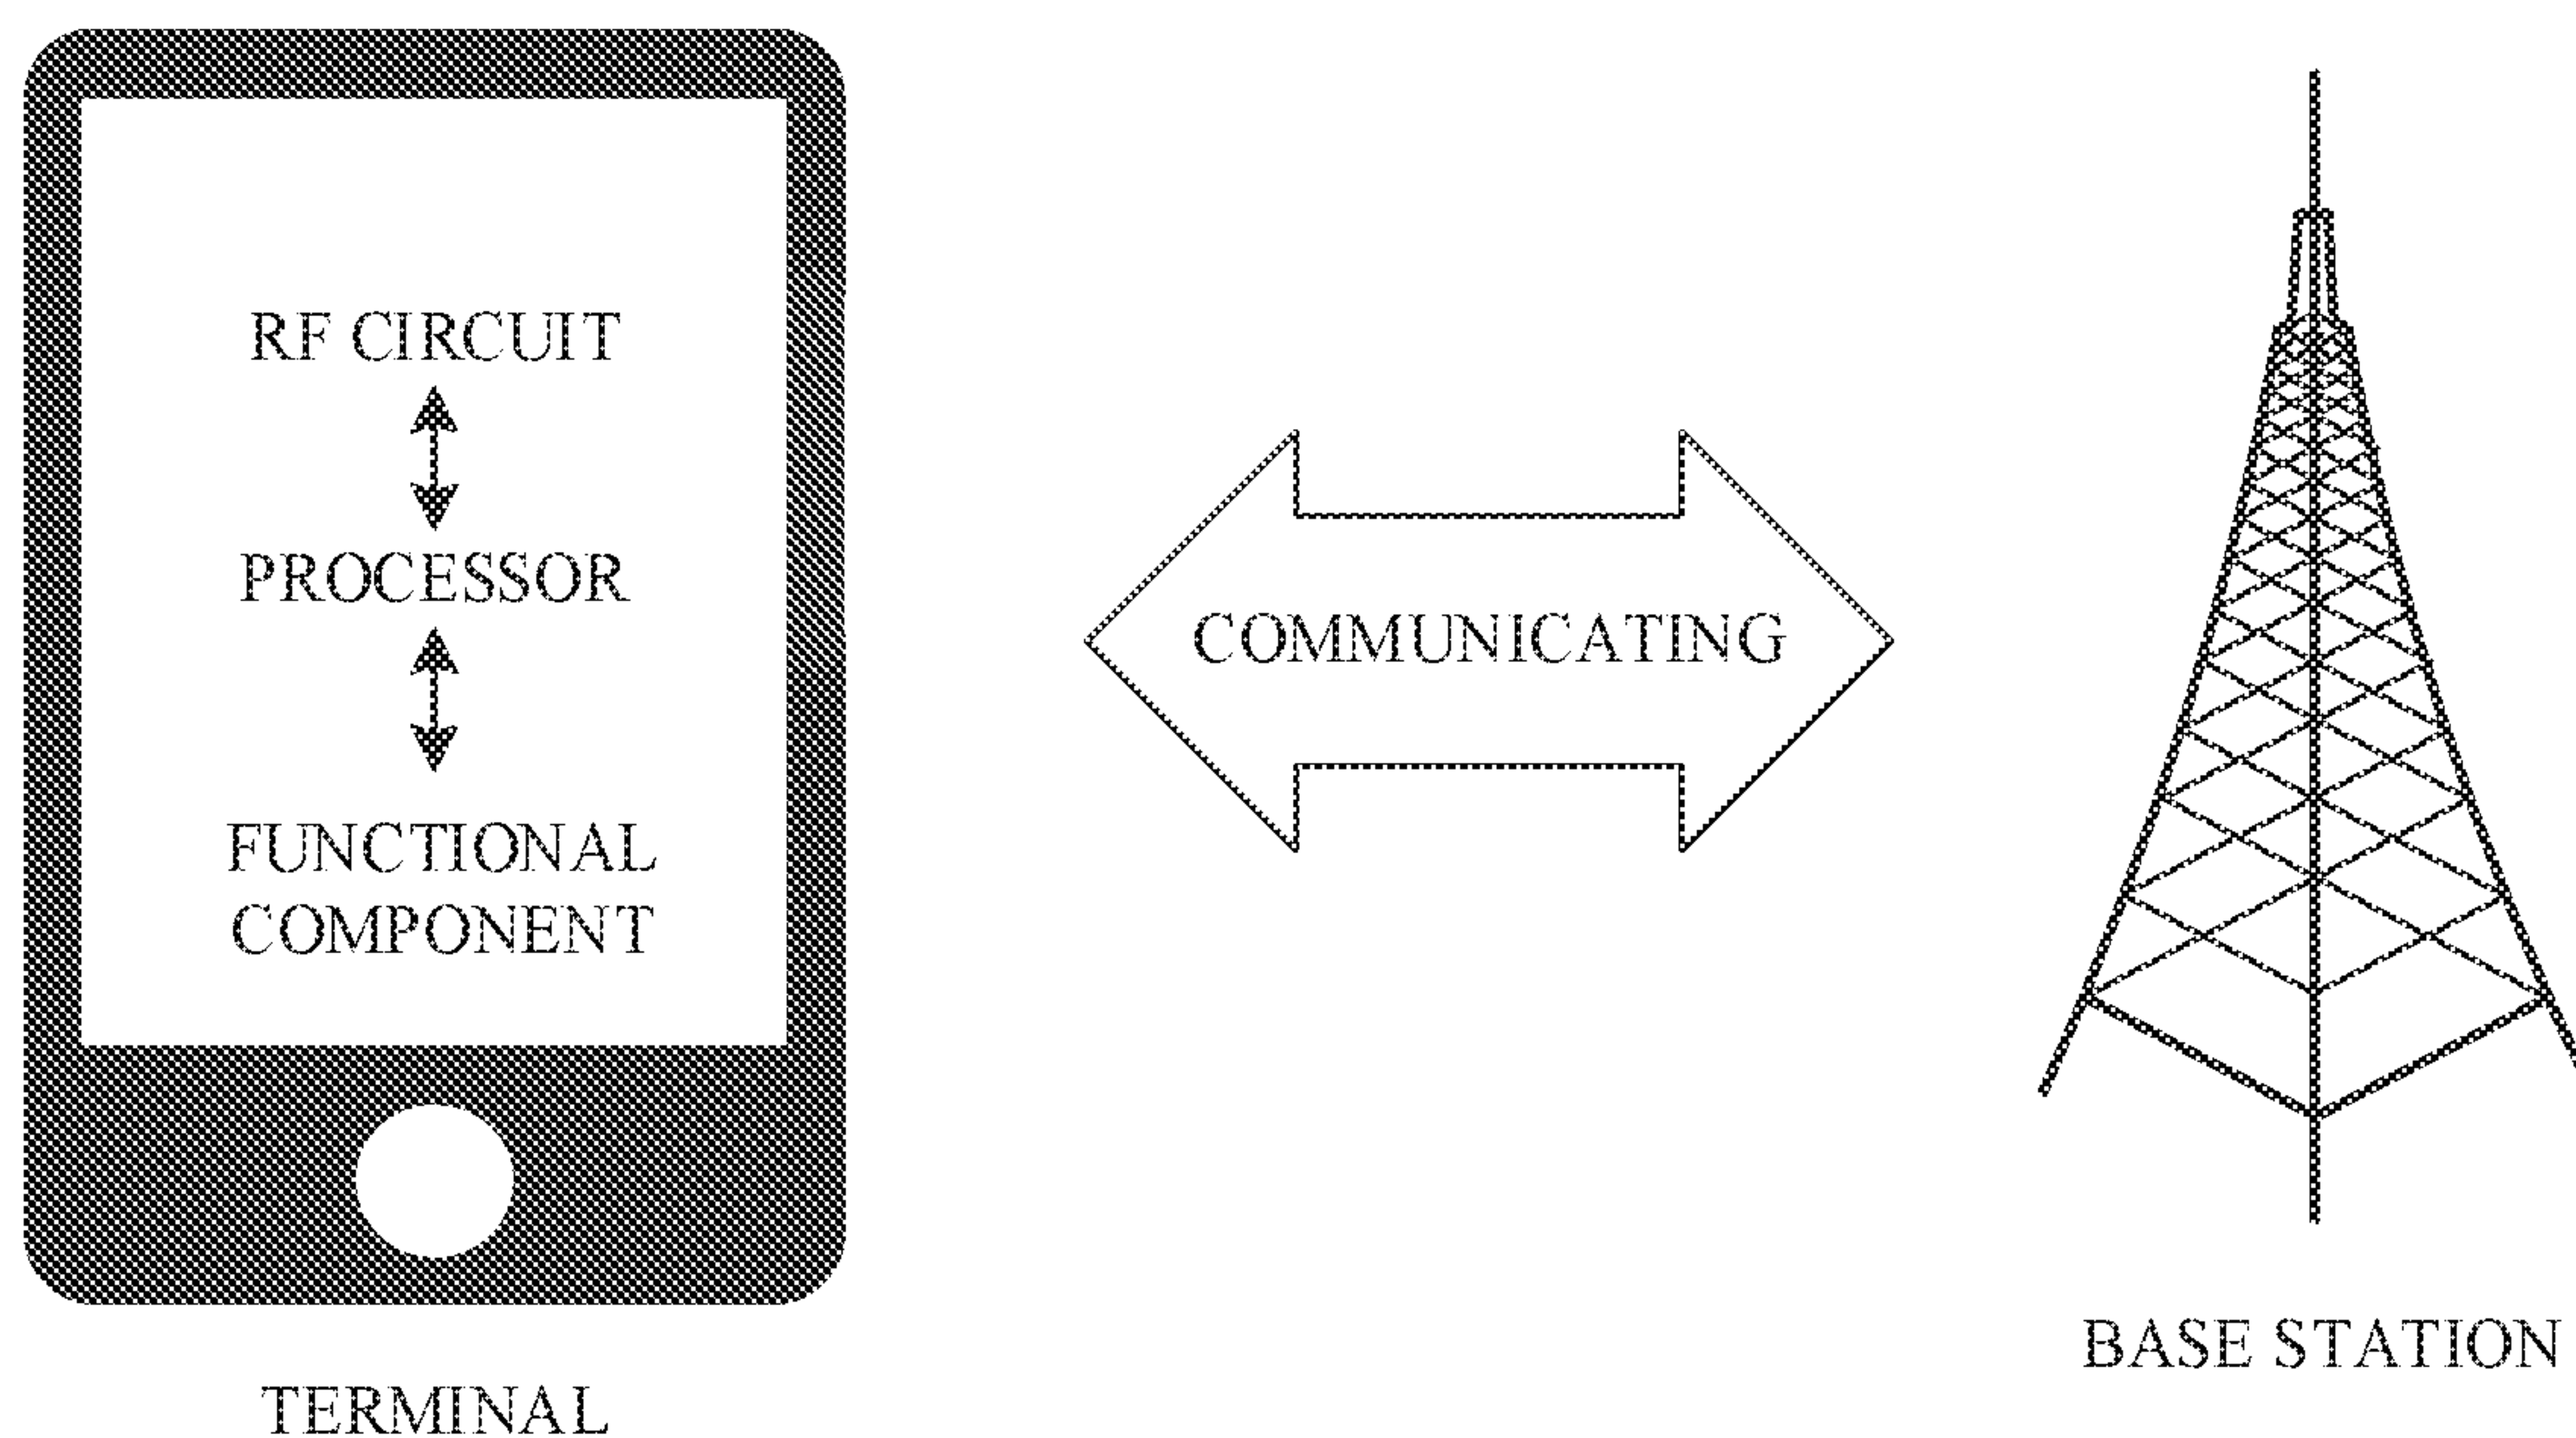 RF CIRCUIT
PROCESSOR
FUNCTIONAL
COMPONENT
TERMINAL
COMMUNICATING
BASE STATION